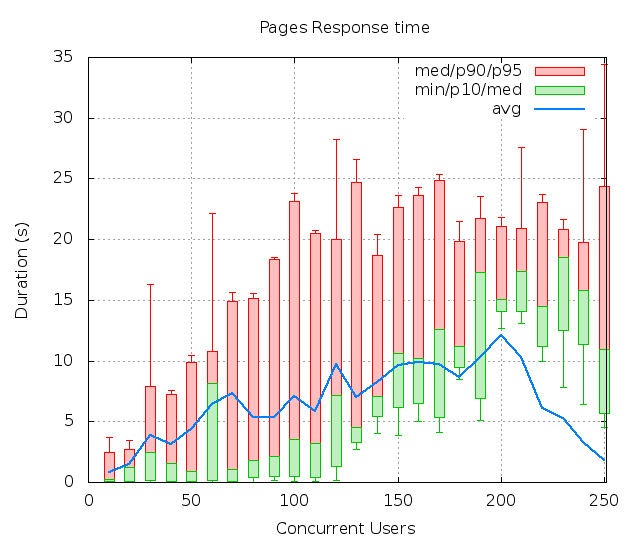 Pages Response time
35
30
25
20
15
10
5
0
Duration (s)
med/p90/p95
min/p10/med
avg
0
50
100
150
200
250
Concurrent Users